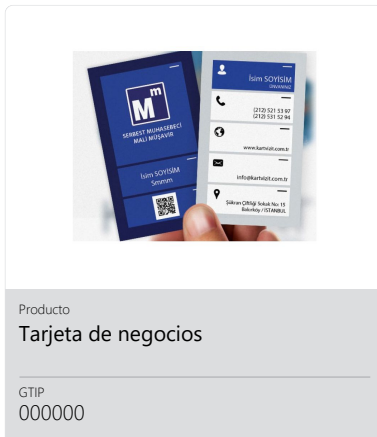 Mm
SERBEST MUHASEBECİ
MALİ MÜŞAVİR
İsim SOYİSİM
Smmm
İsim SOYİSİM
ÜNVANINIZ
(212) 521 53 97
(212) 531 52 94
www.kartvizit.com.tr
info@kartvizit.com.tr
Şükran Çiftliği Sokak No: 15
Bakırköy / İSTANBUL
Producto
Tarjeta de negocios
GTIP
000000